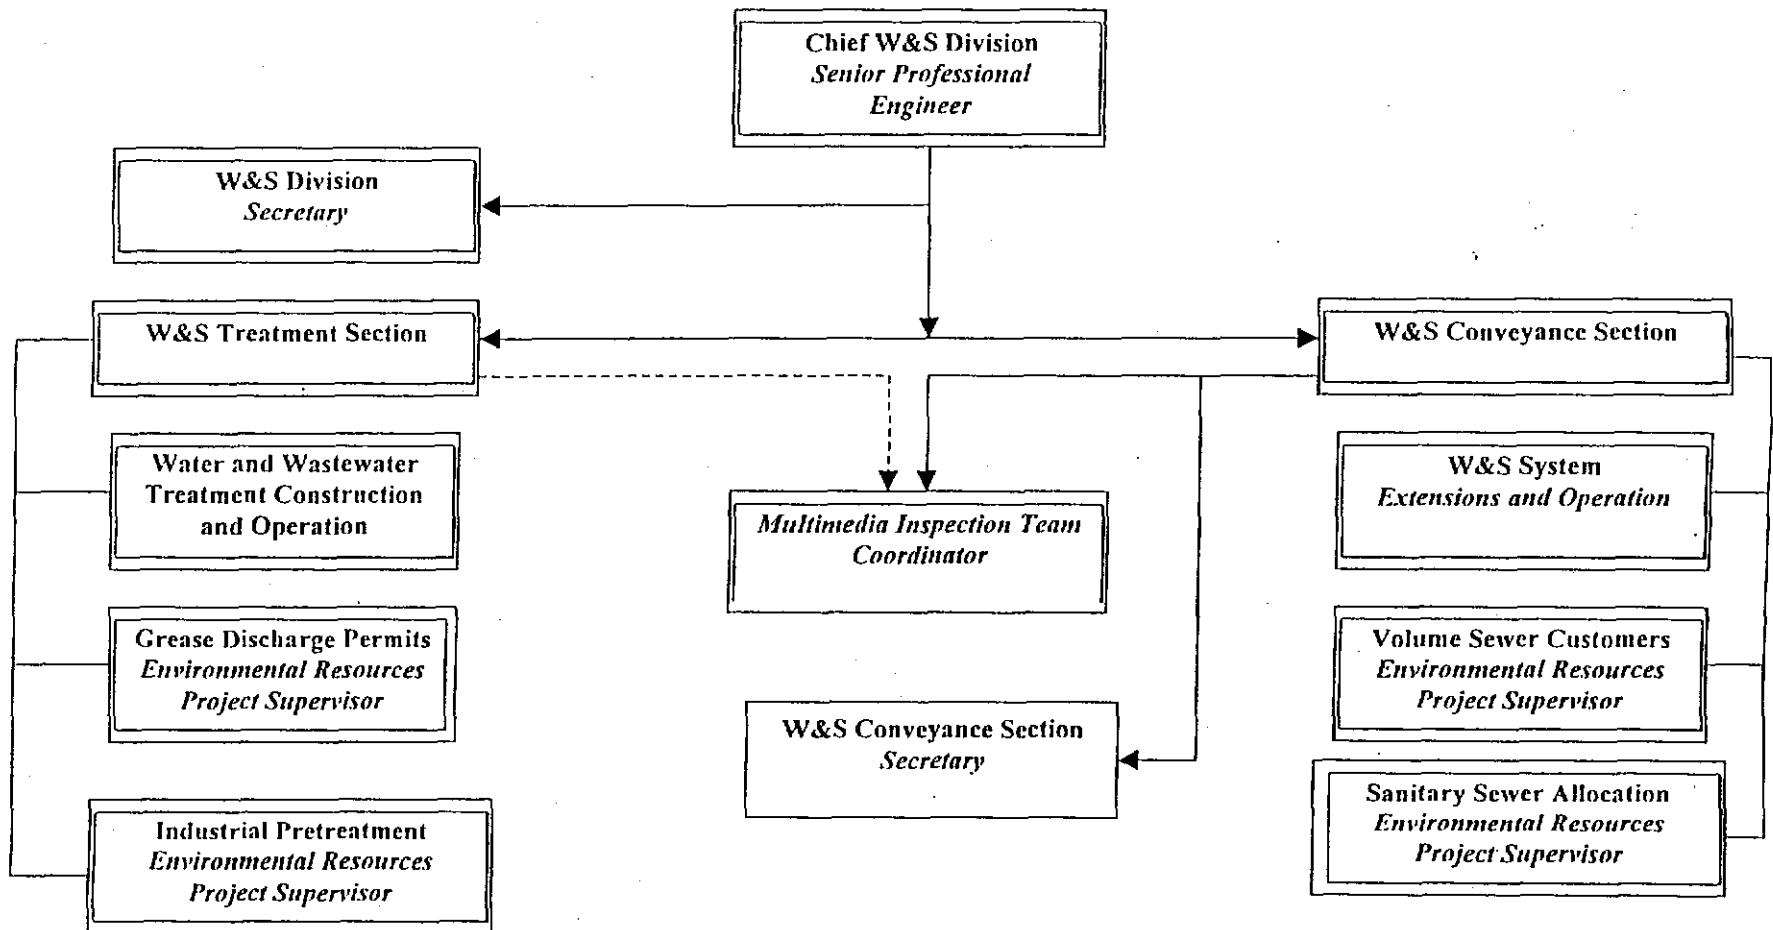 Chief W&S Division
Senior Professional
Engineer
W&S Division
Secretary
W&S Treatment Section
W&S Conveyance Section
Water and Wastewater
Treatment Construction
and Operation
W&S System
Extensions and Operation
Multimedia Inspection Team
Coordinator
Grease Discharge Permits
Environmental Resources
Project Supervisor
Volume Sewer Customers
Environmental Resources
Project Supervisor
W&S Conveyance Section
Secretary
Sanitary Sewer Allocation
Environmental Resources
Project Supervisor
Industrial Pretreatment
Environmental Resources
Project Supervisor